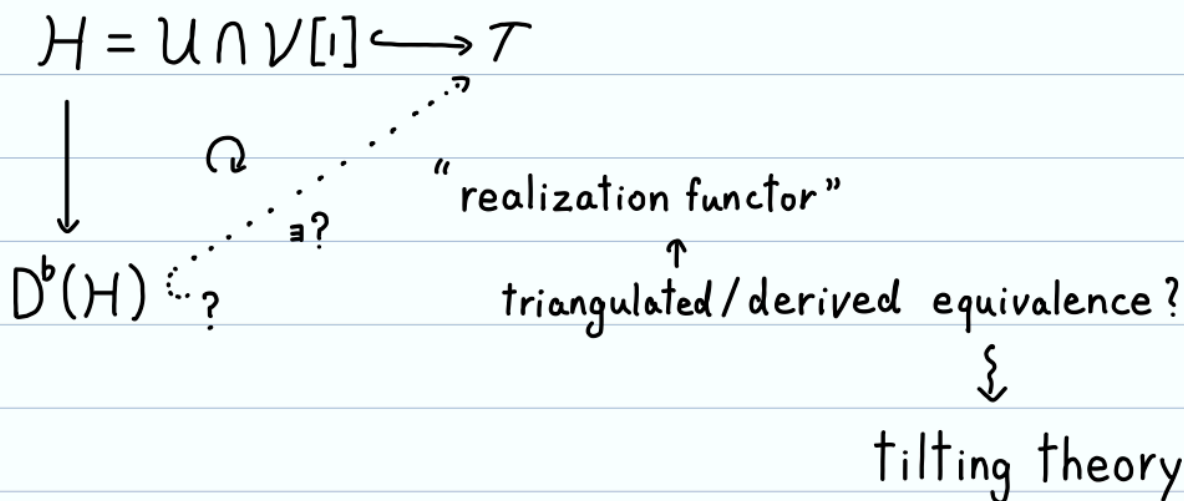 H = U ∩ V[1] ↪ T
↻
“realization functor”
∃?
↑
D^b(H) ?
triangulated/derived equivalence?
tilting theory